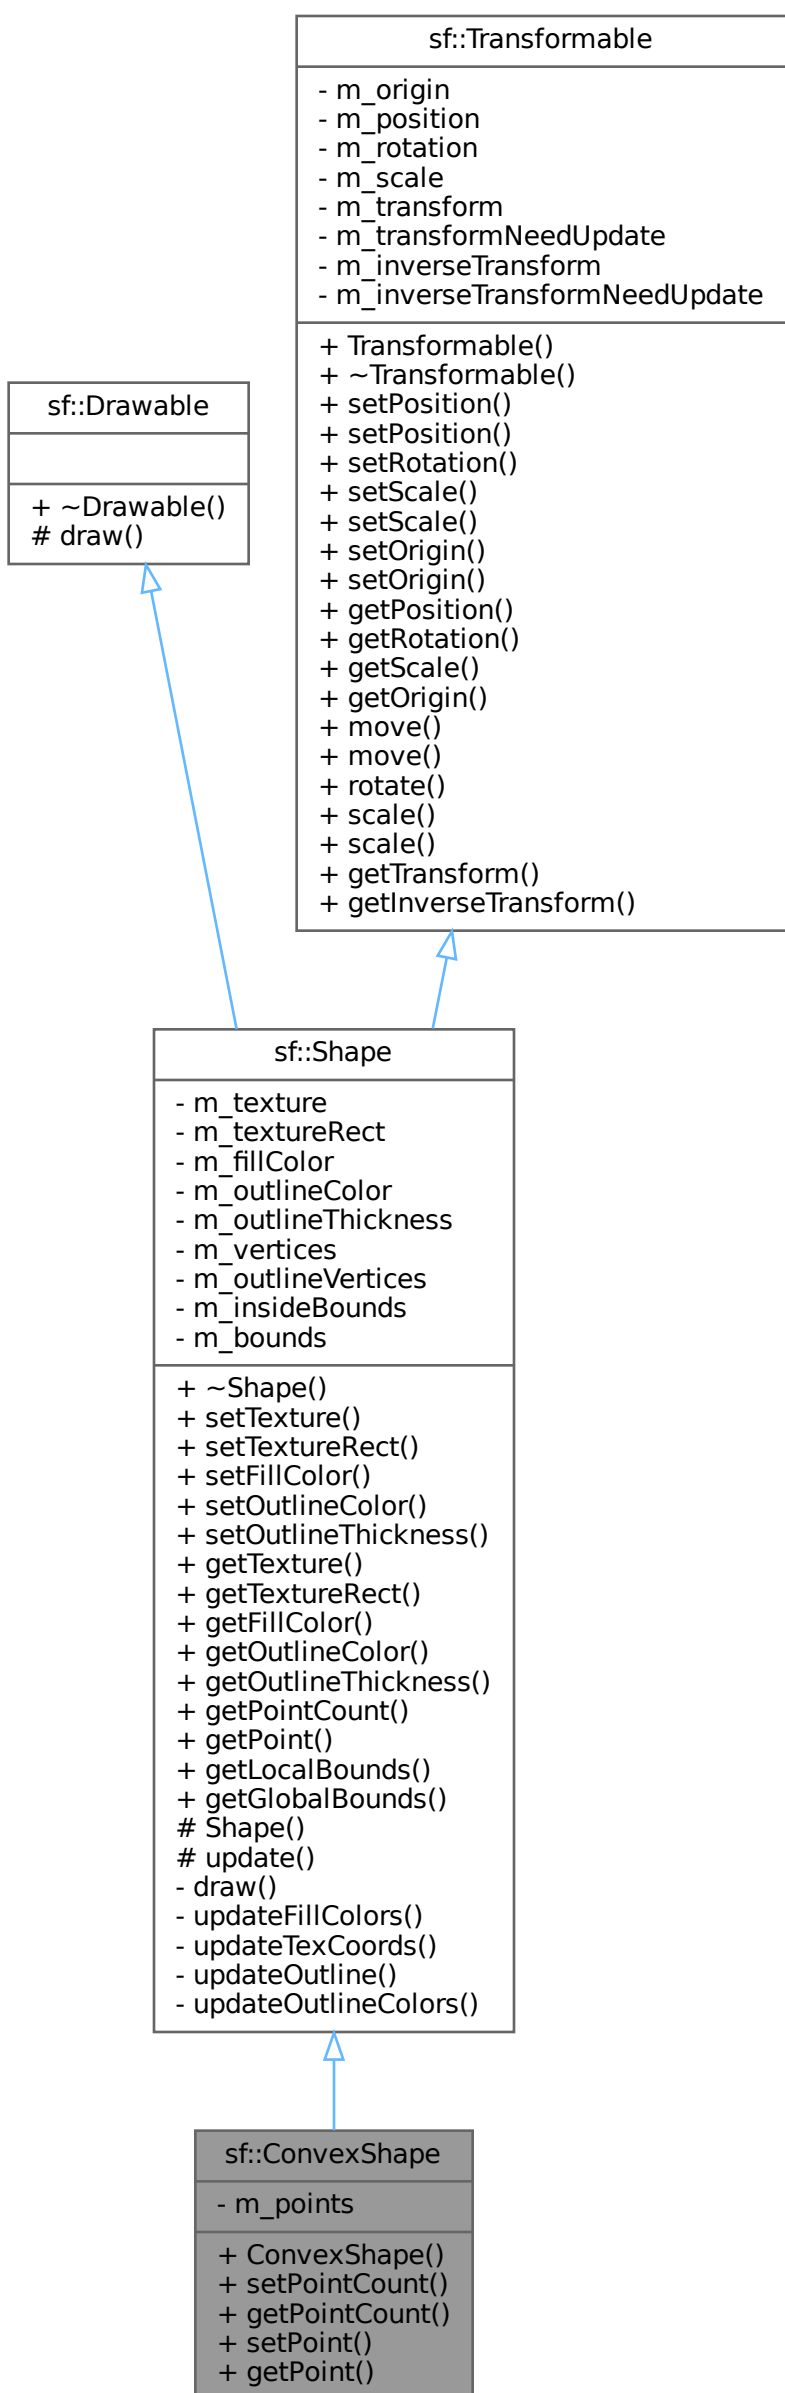 sf::Transformable
- m_origin
- m_position
- m_rotation
- m_scale
- m_transform
- m_transformNeedUpdate
- m_inverseTransform
- m_inverseTransformNeedUpdate
+ Transformable()
+ ~Transformable()
+ setPosition()
+ setPosition()
+ setRotation()
+ setScale()
+ setScale()
+ setOrigin()
+ setOrigin()
+ getPosition()
+ getRotation()
+ getScale()
+ getOrigin()
+ move()
+ move()
+ rotate()
+ scale()
+ scale()
+ getTransform()
+ getInverseTransform()
sf::Drawable
+ ~Drawable()
# draw()
sf::Shape
- m_texture
- m_textureRect
- m_fillColor
- m_outlineColor
- m_outlineThickness
- m_vertices
- m_outlineVertices
- m_insideBounds
- m_bounds
+ ~Shape()
+ setTexture()
+ setTextureRect()
+ setFillColor()
+ setOutlineColor()
+ setOutlineThickness()
+ getTexture()
+ getTextureRect()
+ getFillColor()
+ getOutlineColor()
+ getOutlineThickness()
+ getPointCount()
+ getPoint()
+ getLocalBounds()
+ getGlobalBounds()
# Shape()
# update()
- draw()
- updateFillColors()
- updateTexCoords()
- updateOutline()
- updateOutlineColors()
sf::ConvexShape
- m_points
+ ConvexShape()
+ setPointCount()
+ getPointCount()
+ setPoint()
+ getPoint()